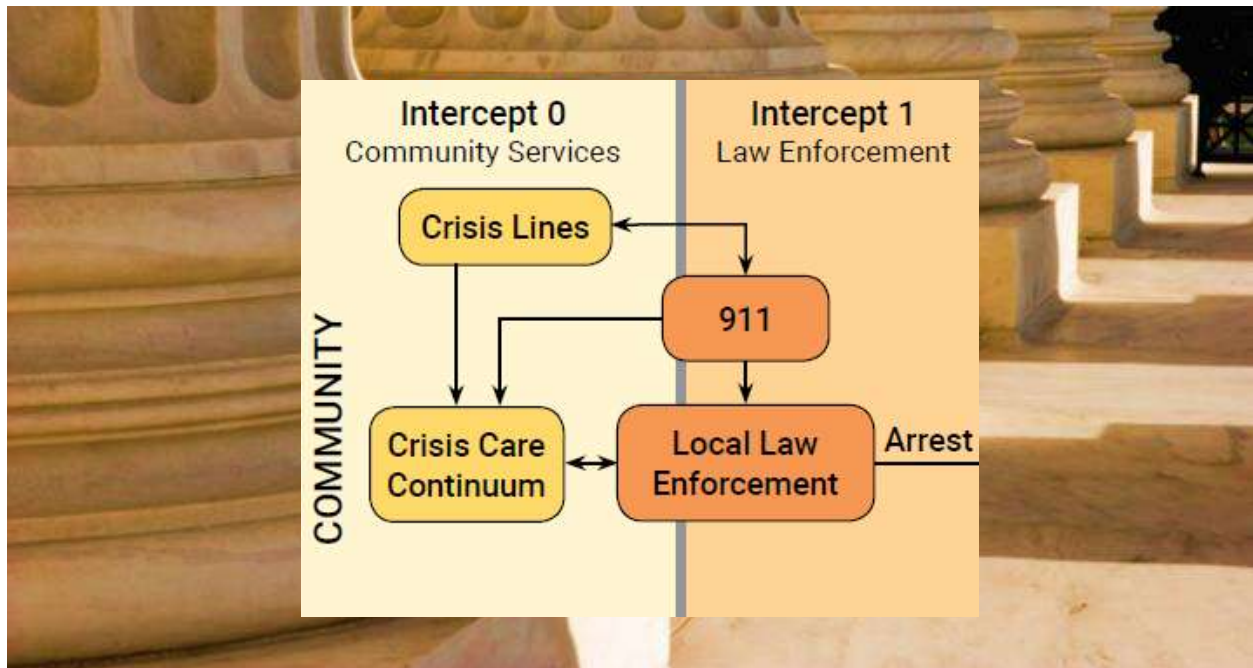 Intercept 0
Community Services
Intercept 1
Law Enforcement
Crisis Lines
911
COMMUNITY
Crisis Care
Continuum
Local Law
Enforcement
Arrest